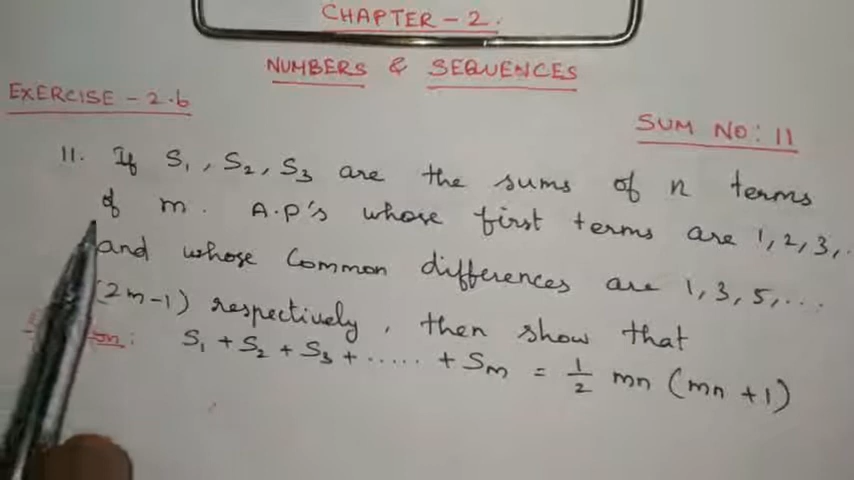 CHAPTER - 2.
NUMBERS & SEQUENCES
EXERCISE - 2.6
SUM NO: 11
11. If S₁, S₂, S₃ are the sums of n terms
of m. A.P's whose first terms are 1, 2, 3, .
and whose common differences are 1, 3, 5, ...
(2m-1) respectively, then show that
S₁ + S₂ + S₃ + ...... + Sₘ = 1/2 mn (mn + 1)